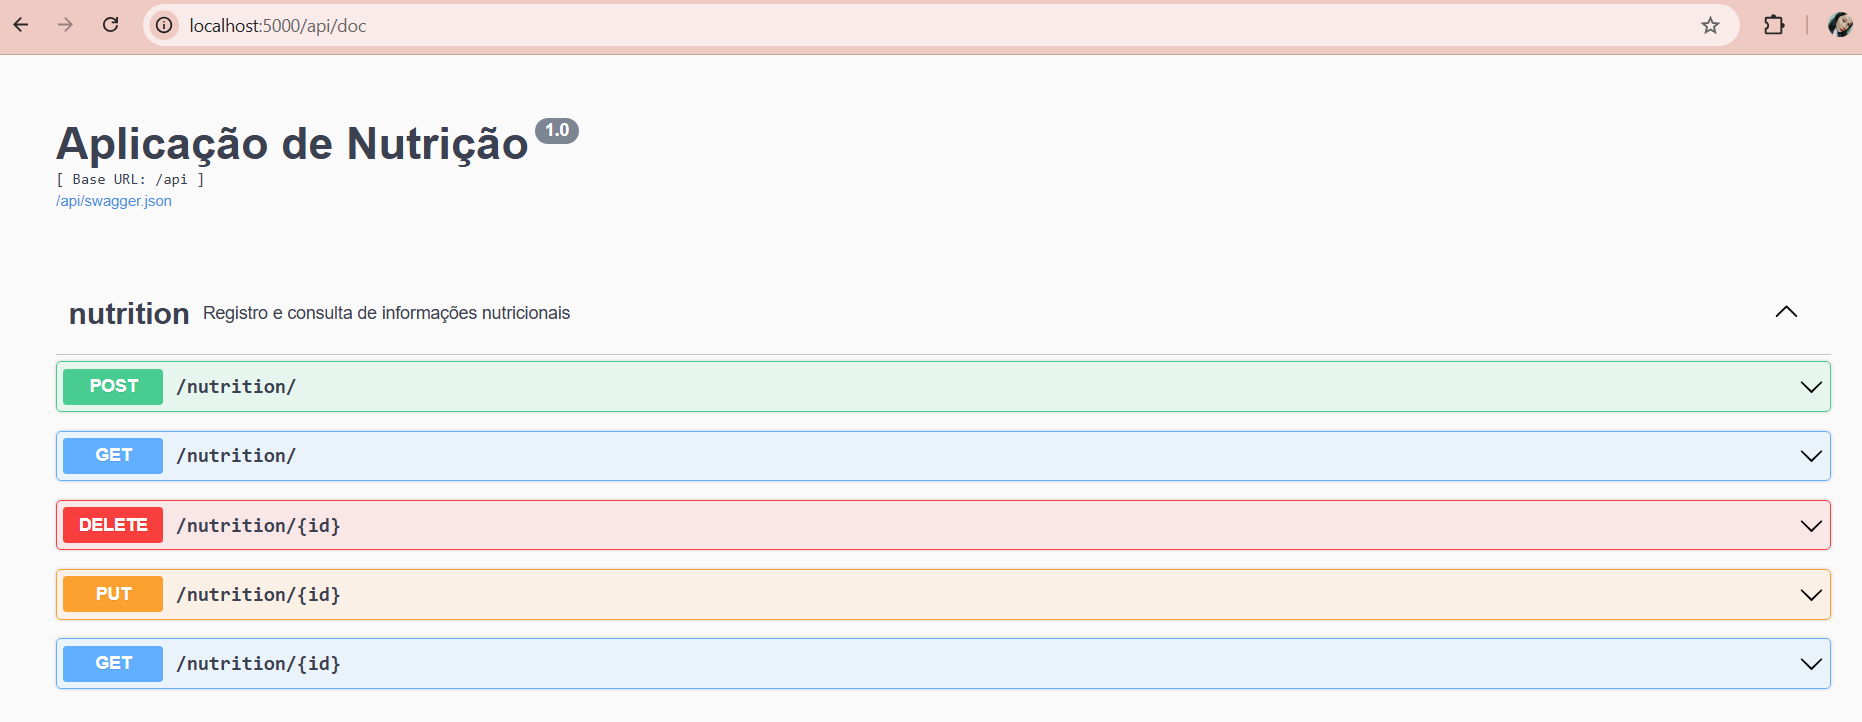 localhost:5000/api/doc
Aplicação de Nutrição 1.0
[ Base URL: /api ]
/api/swagger.json
nutrition Registro e consulta de informações nutricionais
POST /nutrition/
GET /nutrition/
DELETE /nutrition/{id}
PUT /nutrition/{id}
GET /nutrition/{id}